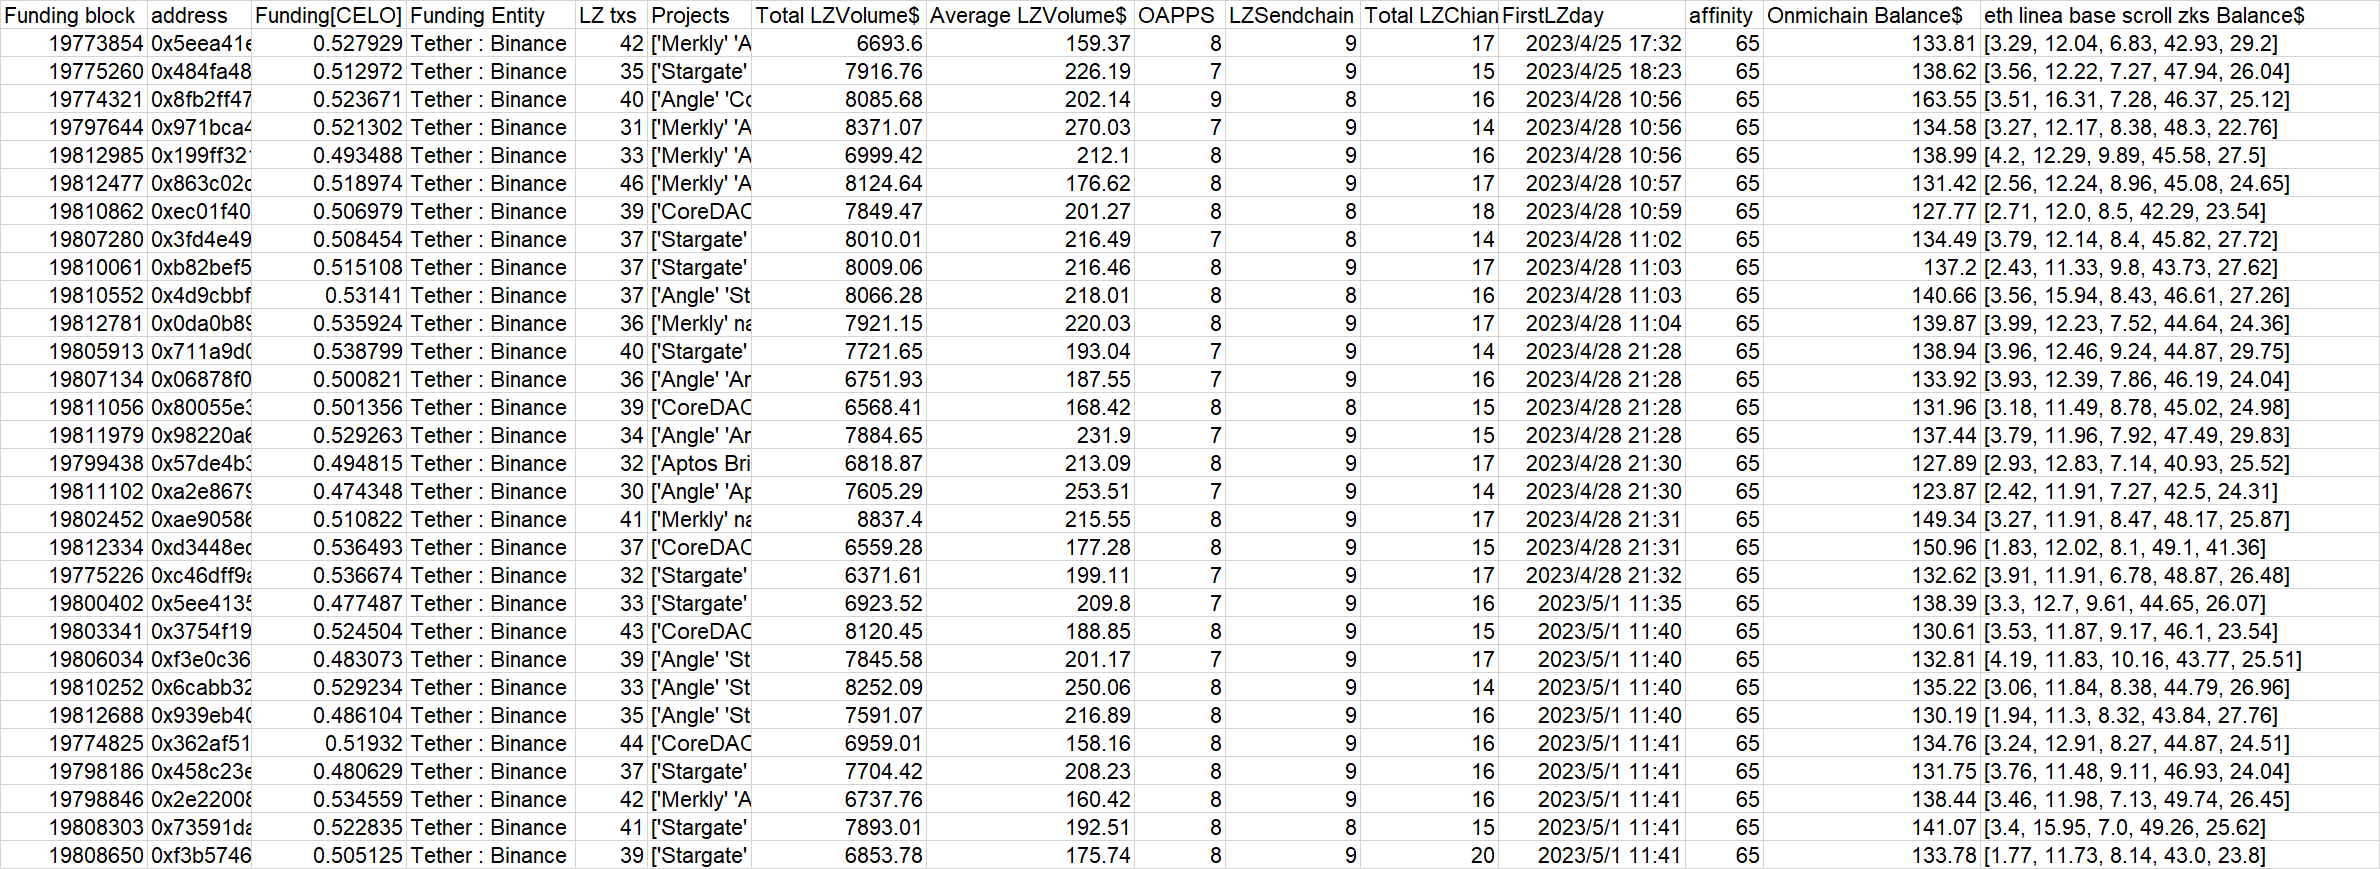 Funding block address Funding[CELO] Funding Entity LZ txs Projects Total LZVolume$ Average LZVolume$ OAPPS LZSendchain Total LZChian FirstLZday affinity Onmichain Balance$ eth linea base scroll zks Balance$
19773854 0x5eea41e 0.527929 Tether : Binance 42 ['Merkly' 'A 6693.6 159.37 8 9 17 2023/4/25 17:32 65 133.81 [3.29, 12.04, 6.83, 42.93, 29.2]
19775260 0x484fa48 0.512972 Tether : Binance 35 ['Stargate' 7916.76 226.19 7 9 15 2023/4/25 18:23 65 138.62 [3.56, 12.22, 7.27, 47.94, 26.04]
19774321 0x8fb2ff47 0.523671 Tether : Binance 40 ['Angle' 'Co 8085.68 202.14 9 8 16 2023/4/28 10:56 65 163.55 [3.51, 16.31, 7.28, 46.37, 25.12]
19797644 0x971bca4 0.521302 Tether : Binance 31 ['Merkly' 'A 8371.07 270.03 7 9 14 2023/4/28 10:56 65 134.58 [3.27, 12.17, 8.38, 48.3, 22.76]
19812985 0x199ff321 0.493488 Tether : Binance 33 ['Merkly' 'A 6999.42 212.1 8 9 16 2023/4/28 10:56 65 138.99 [4.2, 12.29, 9.89, 45.58, 27.5]
19812477 0x863c02c 0.518974 Tether : Binance 46 ['Merkly' 'A 8124.64 176.62 8 9 17 2023/4/28 10:57 65 131.42 [2.56, 12.24, 8.96, 45.08, 24.65]
19810862 0xec01f40 0.506979 Tether : Binance 39 ['CoreDAO 7849.47 201.27 8 8 18 2023/4/28 10:59 65 127.77 [2.71, 12.0, 8.5, 42.29, 23.54]
19807280 0x3fd4e49 0.508454 Tether : Binance 37 ['Stargate' 8010.01 216.49 7 8 14 2023/4/28 11:02 65 134.49 [3.79, 12.14, 8.4, 45.82, 27.72]
19810061 0xb82bef5 0.515108 Tether : Binance 37 ['Stargate' 8009.06 216.46 8 9 17 2023/4/28 11:03 65 137.2 [2.43, 11.33, 9.8, 43.73, 27.62]
19810552 0x4d9cbbf 0.53141 Tether : Binance 37 ['Angle' 'St 8066.28 218.01 8 8 16 2023/4/28 11:03 65 140.66 [3.56, 15.94, 8.43, 46.61, 27.26]
19812781 0x0da0b89 0.535924 Tether : Binance 36 ['Merkly' na 7921.15 220.03 8 9 17 2023/4/28 11:04 65 139.87 [3.99, 12.23, 7.52, 44.64, 24.36]
19805913 0x711a9d0 0.538799 Tether : Binance 40 ['Stargate' 7721.65 193.04 7 9 14 2023/4/28 21:28 65 138.94 [3.96, 12.46, 9.24, 44.87, 29.75]
19807134 0x06878f0 0.500821 Tether : Binance 36 ['Angle' 'Ar 6751.93 187.55 7 9 16 2023/4/28 21:28 65 133.92 [3.93, 12.39, 7.86, 46.19, 24.04]
19811056 0x80055e3 0.501356 Tether : Binance 39 ['CoreDAO 6568.41 168.42 8 8 15 2023/4/28 21:28 65 131.96 [3.18, 11.49, 8.78, 45.02, 24.98]
19811979 0x98220a6 0.529263 Tether : Binance 34 ['Angle' 'Ar 7884.65 231.9 7 9 15 2023/4/28 21:28 65 137.44 [3.79, 11.96, 7.92, 47.49, 29.83]
19799438 0x57de4b3 0.494815 Tether : Binance 32 ['Aptos Bri 6818.87 213.09 8 9 17 2023/4/28 21:30 65 127.89 [2.93, 12.83, 7.14, 40.93, 25.52]
19811102 0xa2e8679 0.474348 Tether : Binance 30 ['Angle' 'Ap 7605.29 253.51 7 9 14 2023/4/28 21:30 65 123.87 [2.42, 11.91, 7.27, 42.5, 24.31]
19802452 0xae90586 0.510822 Tether : Binance 41 ['Merkly' na 8837.4 215.55 8 9 17 2023/4/28 21:31 65 149.34 [3.27, 11.91, 8.47, 48.17, 25.87]
19812334 0xd3448ec 0.536493 Tether : Binance 37 ['CoreDAO 6559.28 177.28 8 9 15 2023/4/28 21:31 65 150.96 [1.83, 12.02, 8.1, 49.1, 41.36]
19775226 0xc46dff9a 0.536674 Tether : Binance 32 ['Stargate' 6371.61 199.11 7 9 17 2023/4/28 21:32 65 132.62 [3.91, 11.91, 6.78, 48.87, 26.48]
19800402 0x5ee4135 0.477487 Tether : Binance 33 ['Stargate' 6923.52 209.8 7 9 16 2023/5/1 11:35 65 138.39 [3.3, 12.7, 9.61, 44.65, 26.07]
19803341 0x3754f19 0.524504 Tether : Binance 43 ['CoreDAO 8120.45 188.85 8 9 15 2023/5/1 11:40 65 130.61 [3.53, 11.87, 9.17, 46.1, 23.54]
19806034 0xf3e0c36 0.483073 Tether : Binance 39 ['Angle' 'St 7845.58 201.17 7 9 17 2023/5/1 11:40 65 132.81 [4.19, 11.83, 10.16, 43.77, 25.51]
19810252 0x6cabb32 0.529234 Tether : Binance 33 ['Angle' 'St 8252.09 250.06 8 9 14 2023/5/1 11:40 65 135.22 [3.06, 11.84, 8.38, 44.79, 26.96]
19812688 0x939eb40 0.486104 Tether : Binance 35 ['Angle' 'St 7591.07 216.89 8 9 16 2023/5/1 11:40 65 130.19 [1.94, 11.3, 8.32, 43.84, 27.76]
19774825 0x362af51 0.51932 Tether : Binance 44 ['CoreDAO 6959.01 158.16 8 9 16 2023/5/1 11:41 65 134.76 [3.24, 12.91, 8.27, 44.87, 24.51]
19798186 0x458c23e 0.480629 Tether : Binance 37 ['Stargate' 7704.42 208.23 8 9 16 2023/5/1 11:41 65 131.75 [3.76, 11.48, 9.11, 46.93, 24.04]
19798846 0x2e22008 0.534559 Tether : Binance 42 ['Merkly' 'A 6737.76 160.42 8 9 16 2023/5/1 11:41 65 138.44 [3.46, 11.98, 7.13, 49.74, 26.45]
19808303 0x73591da 0.522835 Tether : Binance 41 ['Stargate' 7893.01 192.51 8 8 15 2023/5/1 11:41 65 141.07 [3.4, 15.95, 7.0, 49.26, 25.62]
19808650 0xf3b5746 0.505125 Tether : Binance 39 ['Stargate' 6853.78 175.74 8 9 20 2023/5/1 11:41 65 133.78 [1.77, 11.73, 8.14, 43.0, 23.8]